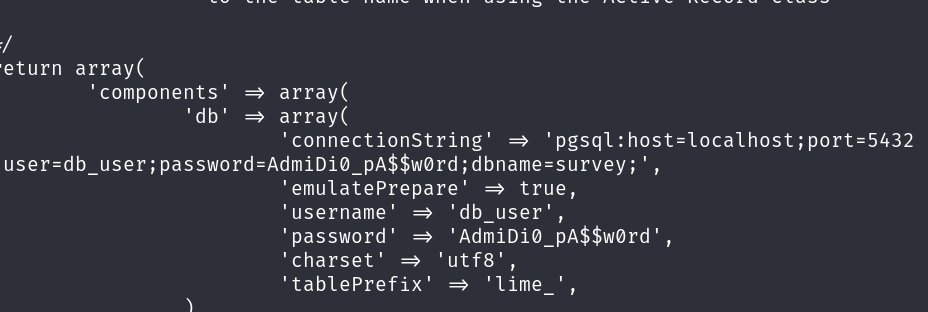 to the table name when using the Active Record class
*/
return array(
'components' => array(
'db' => array(
'connectionString' => 'pgsql:host=localhost;port=5432
user=db_user;password=AdmiDi0_pA$$w0rd;dbname=survey;',
'emulatePrepare' => true,
'username' => 'db_user',
'password' => 'AdmiDi0_pA$$w0rd',
'charset' => 'utf8',
'tablePrefix' => 'lime_',
)